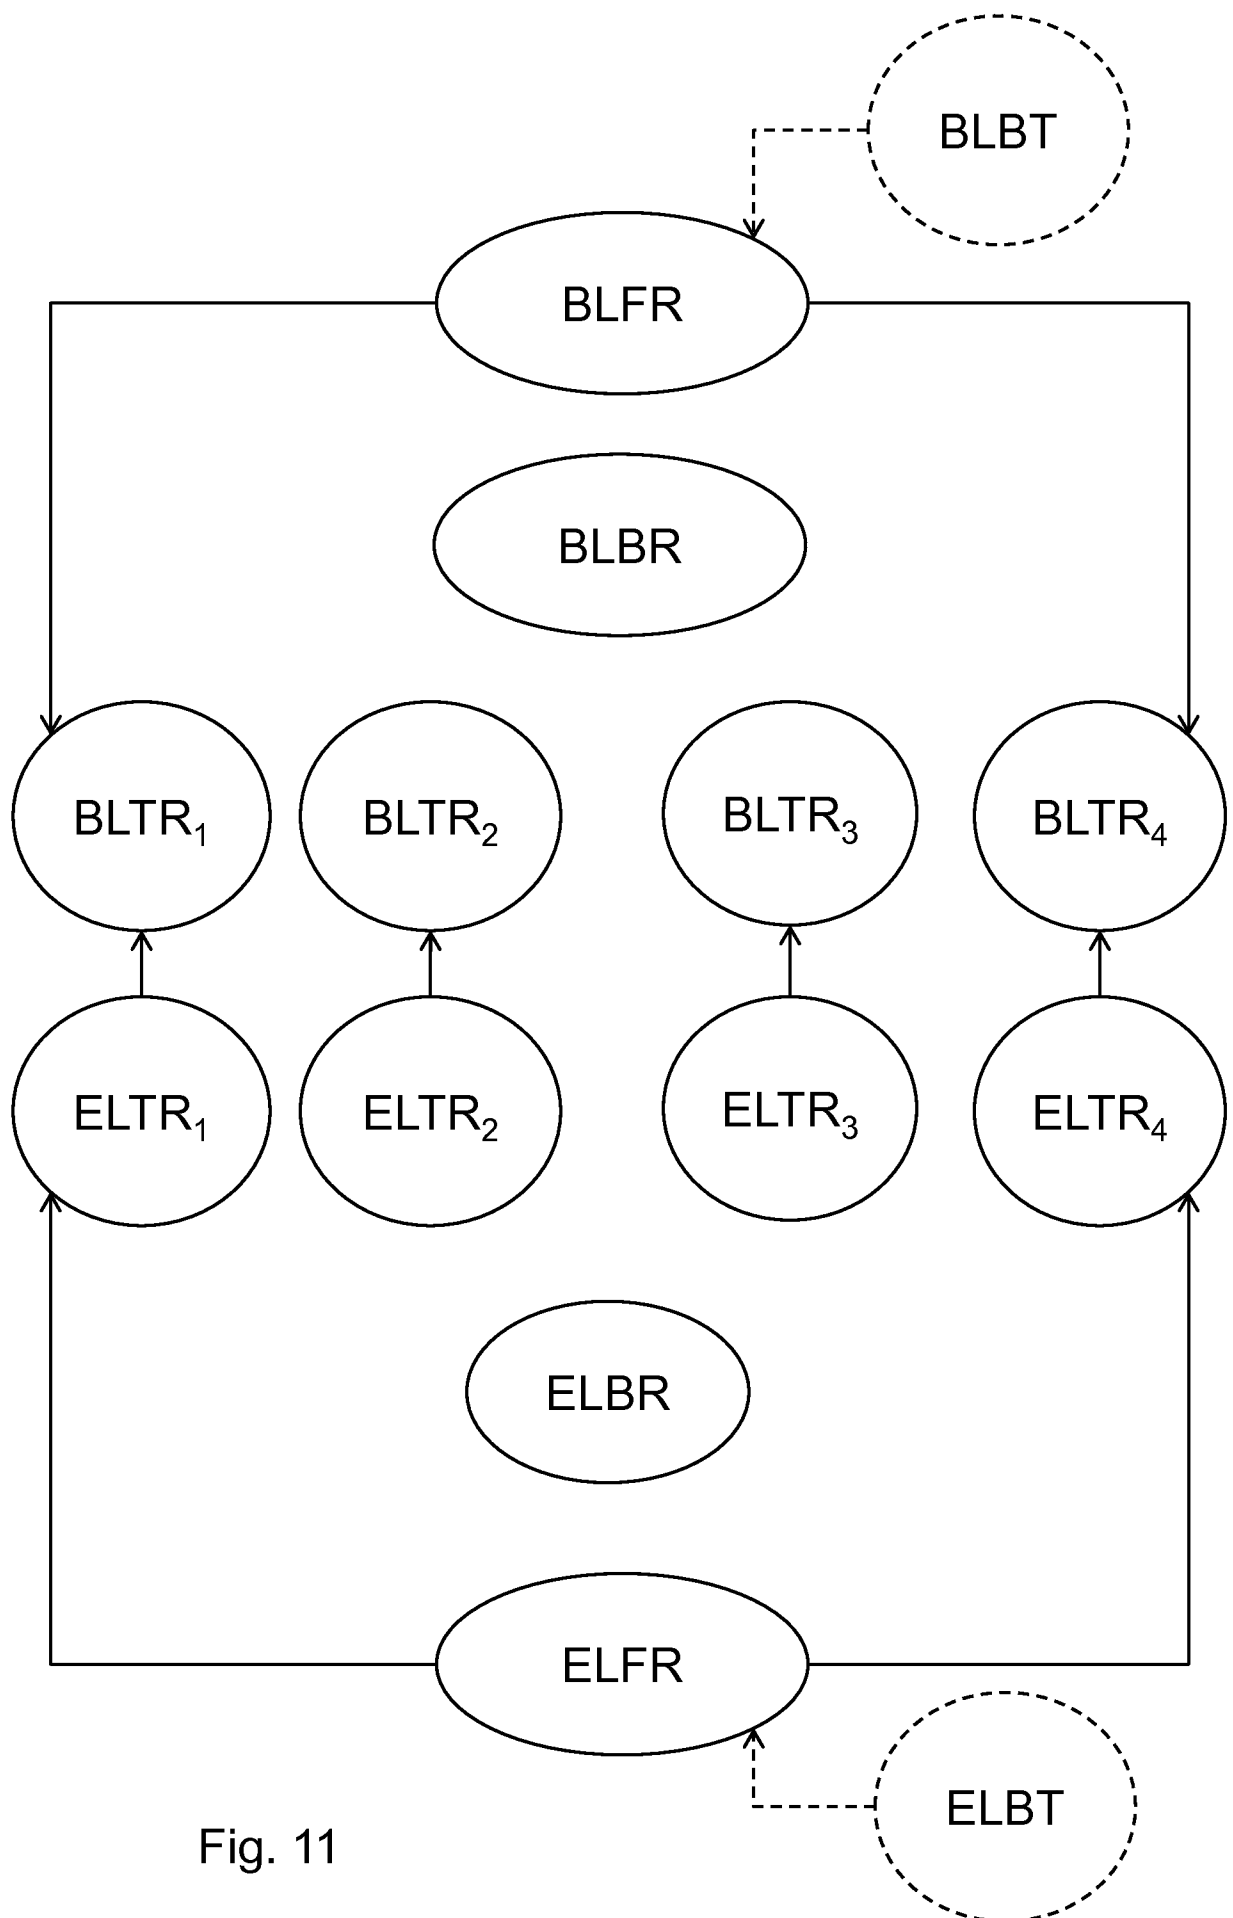 BLBT
BLFR
BLBR
BLTR₁
BLTR₂
BLTR₃
BLTR₄
ELTR₁
ELTR₂
ELTR₃
ELTR₄
ELBR
ELFR
ELBT
Fig. 11